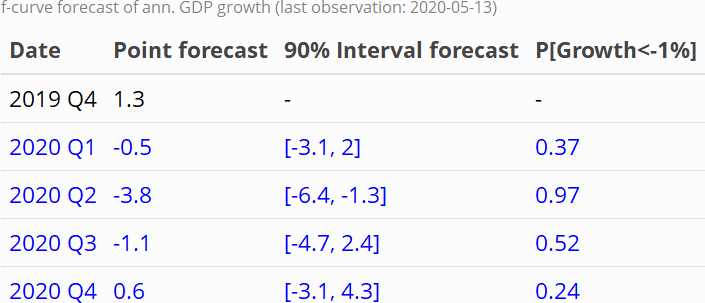 f-curve forecast of ann. GDP growth (last observation: 2020-05-13)
Date Point forecast 90% Interval forecast P[Growth<-1%]
2019 Q4 1.3 - -
2020 Q1 -0.5 [-3.1, 2] 0.37
2020 Q2 -3.8 [-6.4, -1.3] 0.97
2020 Q3 -1.1 [-4.7, 2.4] 0.52
2020 Q4 0.6 [-3.1, 4.3] 0.24